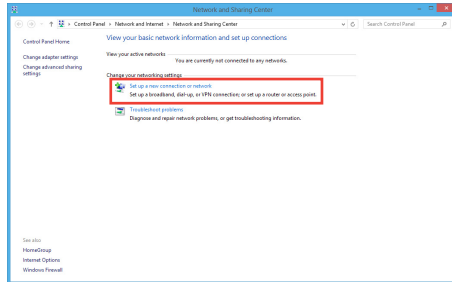 Network and Sharing Center
Control Panel ▸ Network and Internet ▸ Network and Sharing Center
Search Control Panel
Control Panel Home
Change adapter settings
Change advanced sharing
settings
View your basic network information and set up connections
View your active networks
You are currently not connected to any networks.
Change your networking settings
Set up a new connection or network
Set up a broadband, dial-up, or VPN connection; or set up a router or access point.
Troubleshoot problems
Diagnose and repair network problems, or get troubleshooting information.
See also
HomeGroup
Internet Options
Windows Firewall